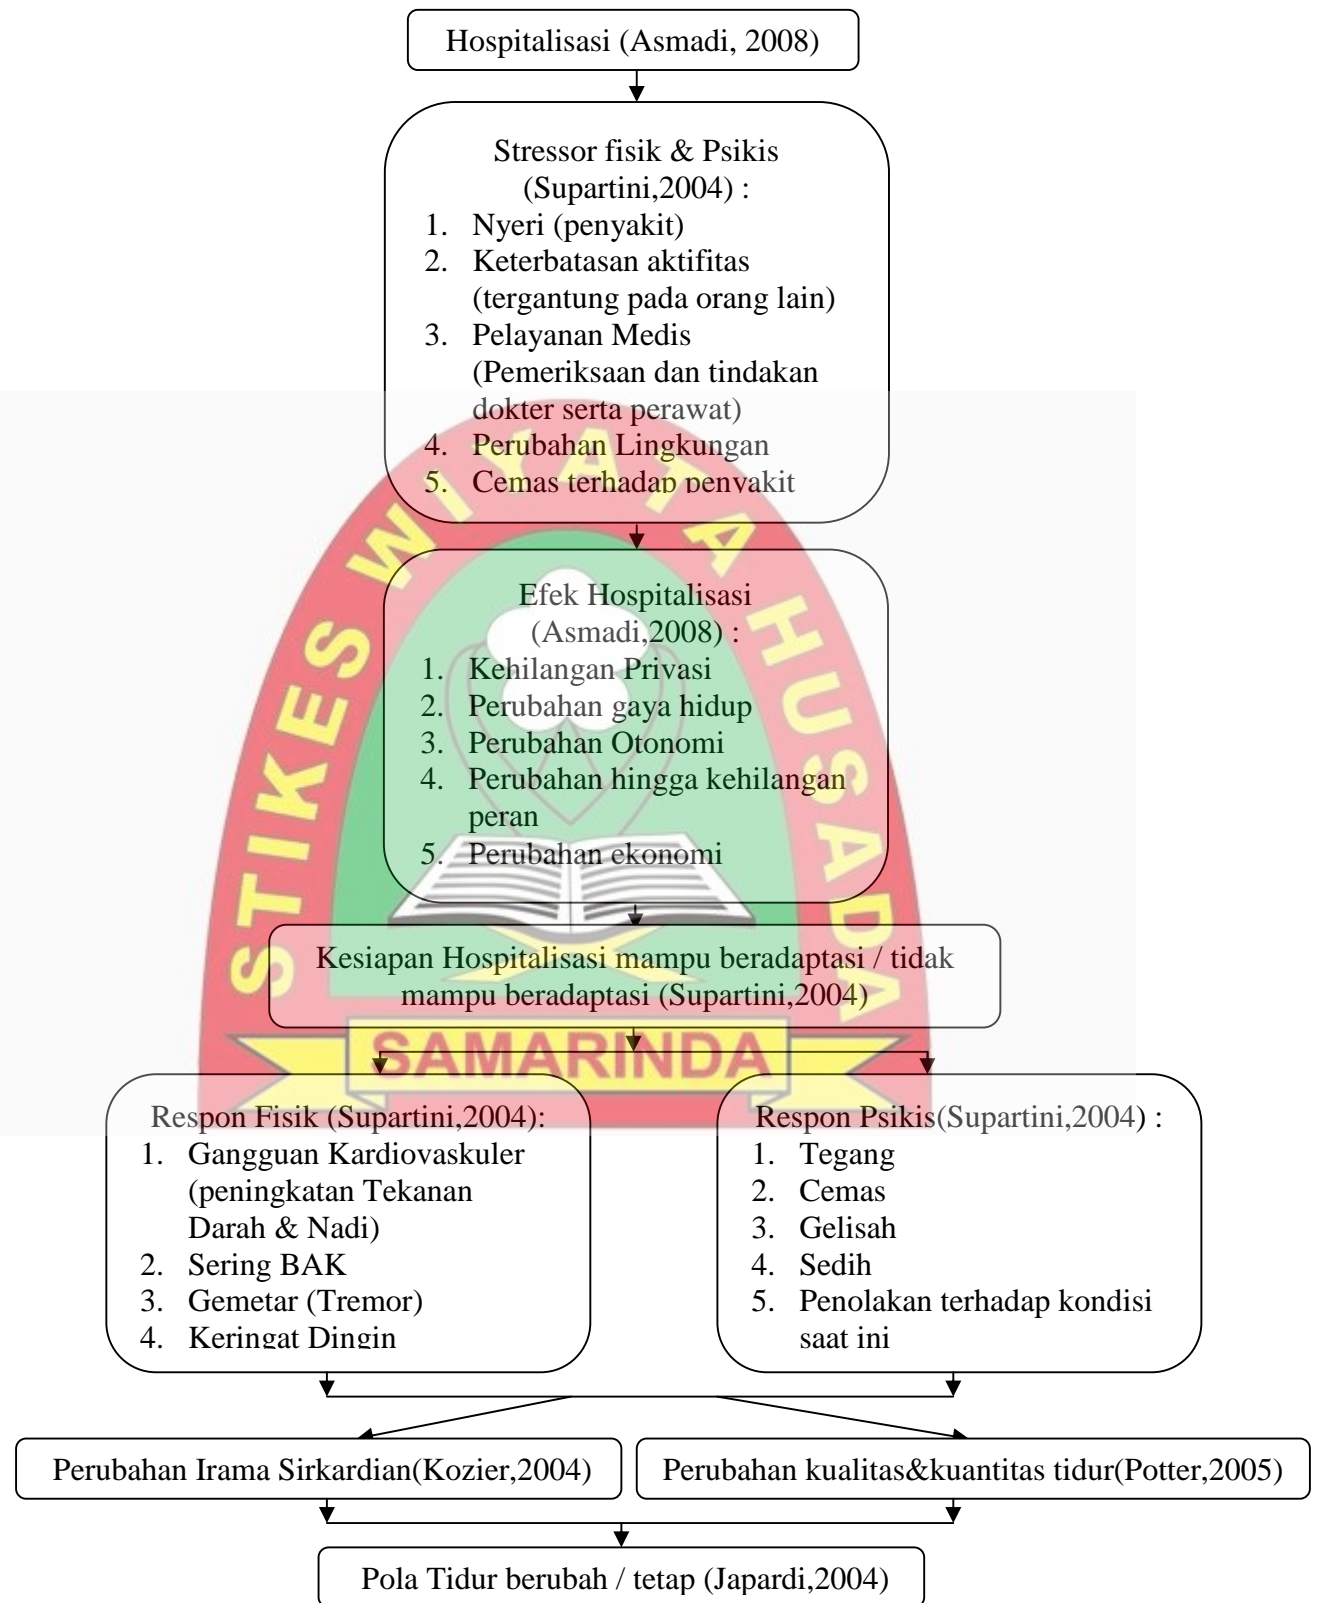 Hospitalisasi (Asmadi, 2008)
Stressor fisik & Psikis
(Supartini,2004) :
1. Nyeri (penyakit)
2. Keterbatasan aktifitas
(tergantung pada orang lain)
3. Pelayanan Medis
(Pemeriksaan dan tindakan
dokter serta perawat)
4. Perubahan Lingkungan
5. Cemas terhadap penyakit
Efek Hospitalisasi
(Asmadi,2008) :
1. Kehilangan Privasi
2. Perubahan gaya hidup
3. Perubahan Otonomi
4. Perubahan hingga kehilangan
peran
5. Perubahan ekonomi
Kesiapan Hospitalisasi mampu beradaptasi / tidak
mampu beradaptasi (Supartini,2004)
STIKES WIYATA HUSADA
SAMARINDA
Respon Fisik (Supartini,2004):
1. Gangguan Kardiovaskuler
(peningkatan Tekanan
Darah & Nadi)
2. Sering BAK
3. Gemetar (Tremor)
4. Keringat Dingin
Respon Psikis(Supartini,2004) :
1. Tegang
2. Cemas
3. Gelisah
4. Sedih
5. Penolakan terhadap kondisi
saat ini
Perubahan Irama Sirkardian(Kozier,2004)
Perubahan kualitas&kuantitas tidur(Potter,2005)
Pola Tidur berubah / tetap (Japardi,2004)